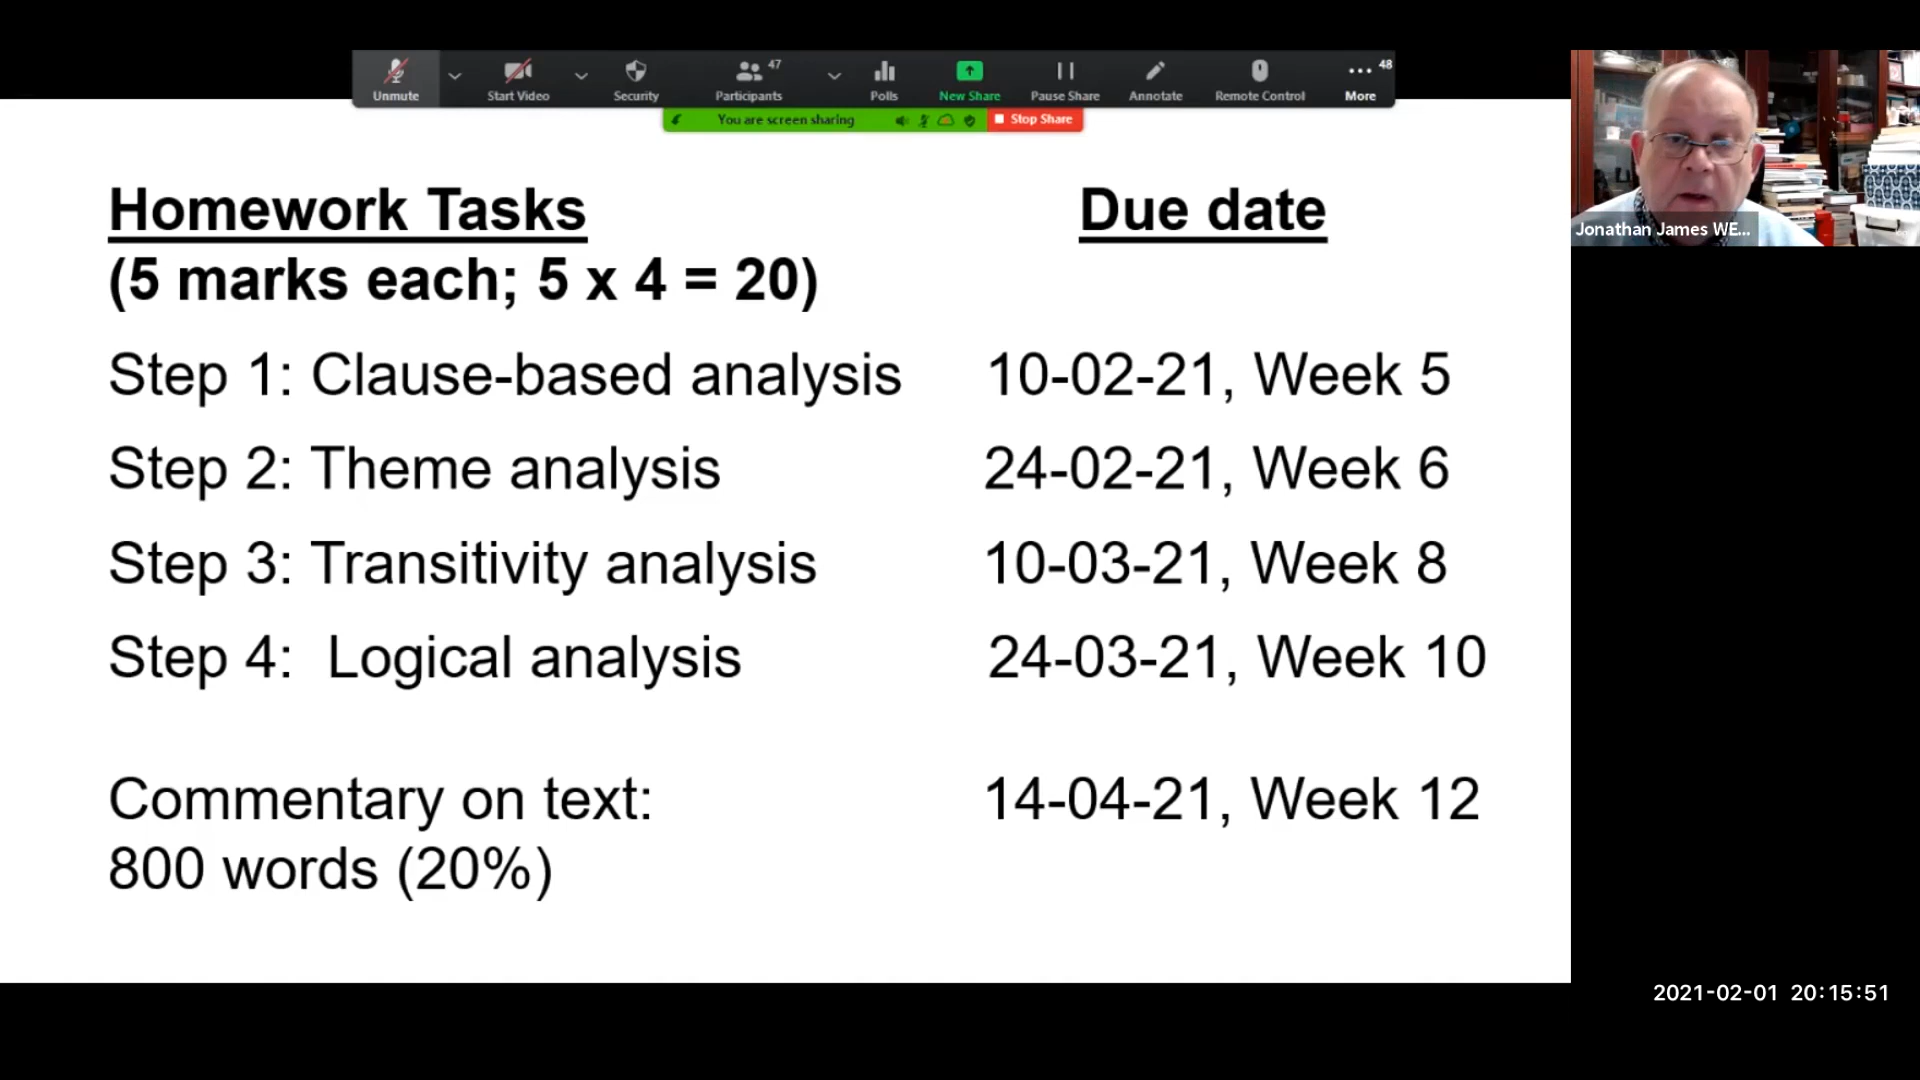 47
48
Unmute
Start Video
Security
Participants
Polls
New Share
Pause Share
Annotate
Remote Control
More
You are screen sharing
Stop Share
Jonathan James WE...
Homework Tasks Due date
(5 marks each; 5 x 4 = 20)
Step 1: Clause-based analysis 10-02-21, Week 5
Step 2: Theme analysis 24-02-21, Week 6
Step 3: Transitivity analysis 10-03-21, Week 8
Step 4: Logical analysis 24-03-21, Week 10
Commentary on text: 14-04-21, Week 12
800 words (20%)
2021-02-01 20:15:51